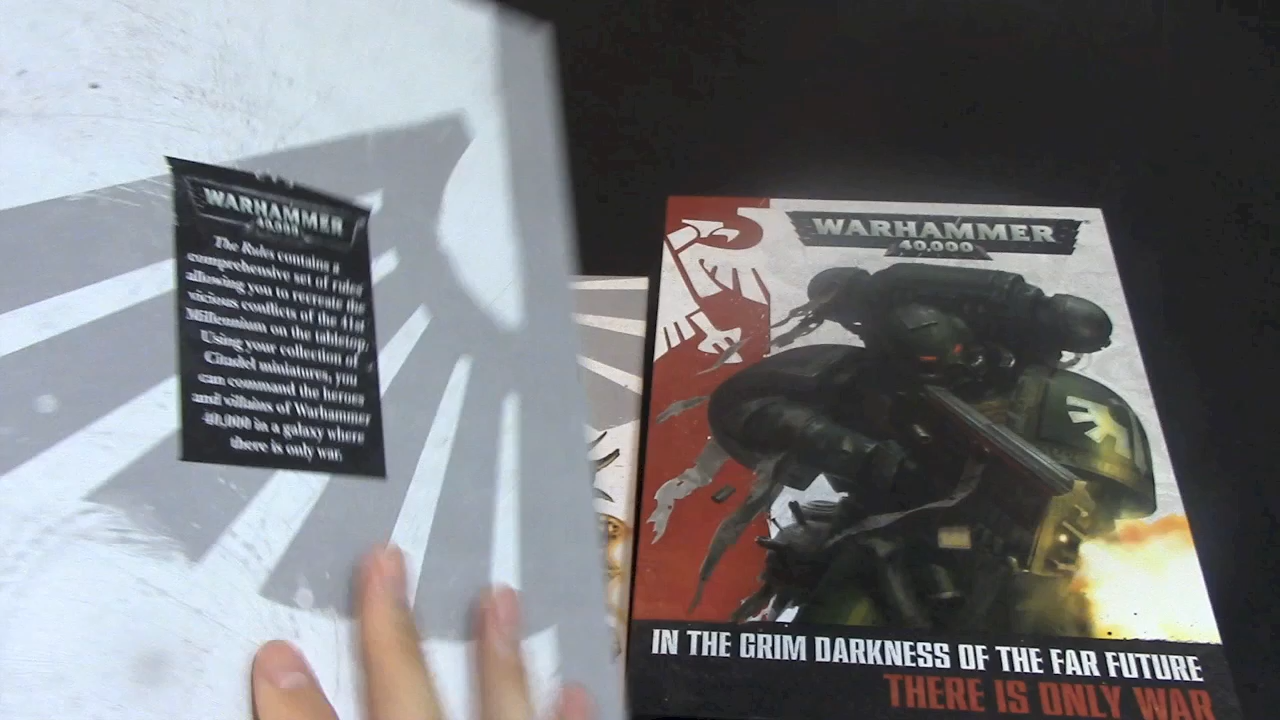 WARHAMMER
40,000
The Rules contains a
comprehensive set of rules
allowing you to recreate the
vicious conflicts of the 41st
Millennium on the tabletop.
Using your collection of
Citadel miniatures, you
can command the heroes
and villains of Warhammer
40,000 in a galaxy where
there is only war.
WARHAMMER
40,000
IN THE GRIM DARKNESS OF THE FAR FUTURE
THERE IS ONLY WAR